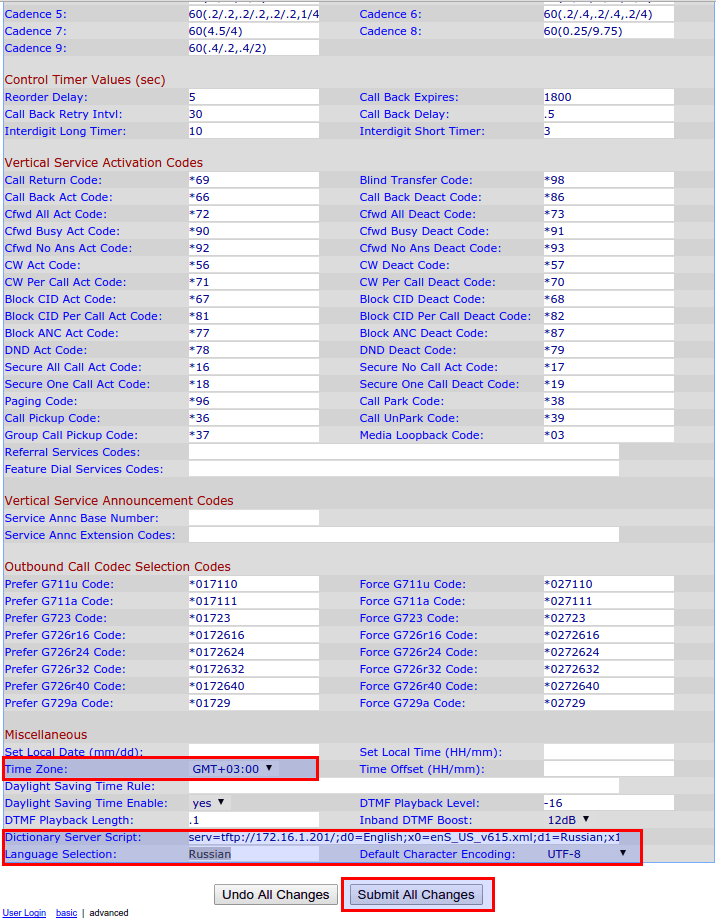 Cadence 5: 60(.2/.2,.2/.2,.2/.2,1/4 Cadence 6: 60(.2/.4,.2/.4,.2/4)
Cadence 7: 60(4.5/4) Cadence 8: 60(0.25/9.75)
Cadence 9: 60(.4/.2,.4/2)
Control Timer Values (sec)
Reorder Delay: 5 Call Back Expires: 1800
Call Back Retry Intvl: 30 Call Back Delay: .5
Interdigit Long Timer: 10 Interdigit Short Timer: 3
Vertical Service Activation Codes
Call Return Code: *69 Blind Transfer Code: *98
Call Back Act Code: *66 Call Back Deact Code: *86
Cfwd All Act Code: *72 Cfwd All Deact Code: *73
Cfwd Busy Act Code: *90 Cfwd Busy Deact Code: *91
Cfwd No Ans Act Code: *92 Cfwd No Ans Deact Code: *93
CW Act Code: *56 CW Deact Code: *57
CW Per Call Act Code: *71 CW Per Call Deact Code: *70
Block CID Act Code: *67 Block CID Deact Code: *68
Block CID Per Call Act Code: *81 Block CID Per Call Deact Code: *82
Block ANC Act Code: *77 Block ANC Deact Code: *87
DND Act Code: *78 DND Deact Code: *79
Secure All Call Act Code: *16 Secure No Call Act Code: *17
Secure One Call Act Code: *18 Secure One Call Deact Code: *19
Paging Code: *96 Call Park Code: *38
Call Pickup Code: *36 Call UnPark Code: *39
Group Call Pickup Code: *37 Media Loopback Code: *03
Referral Services Codes:
Feature Dial Services Codes:
Vertical Service Announcement Codes
Service Annc Base Number:
Service Annc Extension Codes:
Outbound Call Codec Selection Codes
Prefer G711u Code: *017110 Force G711u Code: *027110
Prefer G711a Code: *017111 Force G711a Code: *027111
Prefer G723 Code: *01723 Force G723 Code: *02723
Prefer G726r16 Code: *0172616 Force G726r16 Code: *0272616
Prefer G726r24 Code: *0172624 Force G726r24 Code: *0272624
Prefer G726r32 Code: *0172632 Force G726r32 Code: *0272632
Prefer G726r40 Code: *0172640 Force G726r40 Code: *0272640
Prefer G729a Code: *01729 Force G729a Code: *02729
Miscellaneous
Set Local Date (mm/dd): Set Local Time (HH/mm):
Time Zone: GMT+03:00 Time Offset (HH/mm):
Daylight Saving Time Rule:
Daylight Saving Time Enable: yes DTMF Playback Level: -16
DTMF Playback Length: .1 Inband DTMF Boost: 12dB
Dictionary Server Script: serv=tftp://172.16.1.201/;d0=English;x0=enS_US_v615.xml;d1=Russian;x1
Language Selection: Russian Default Character Encoding: UTF-8
Undo All Changes Submit All Changes
User Login basic | advanced